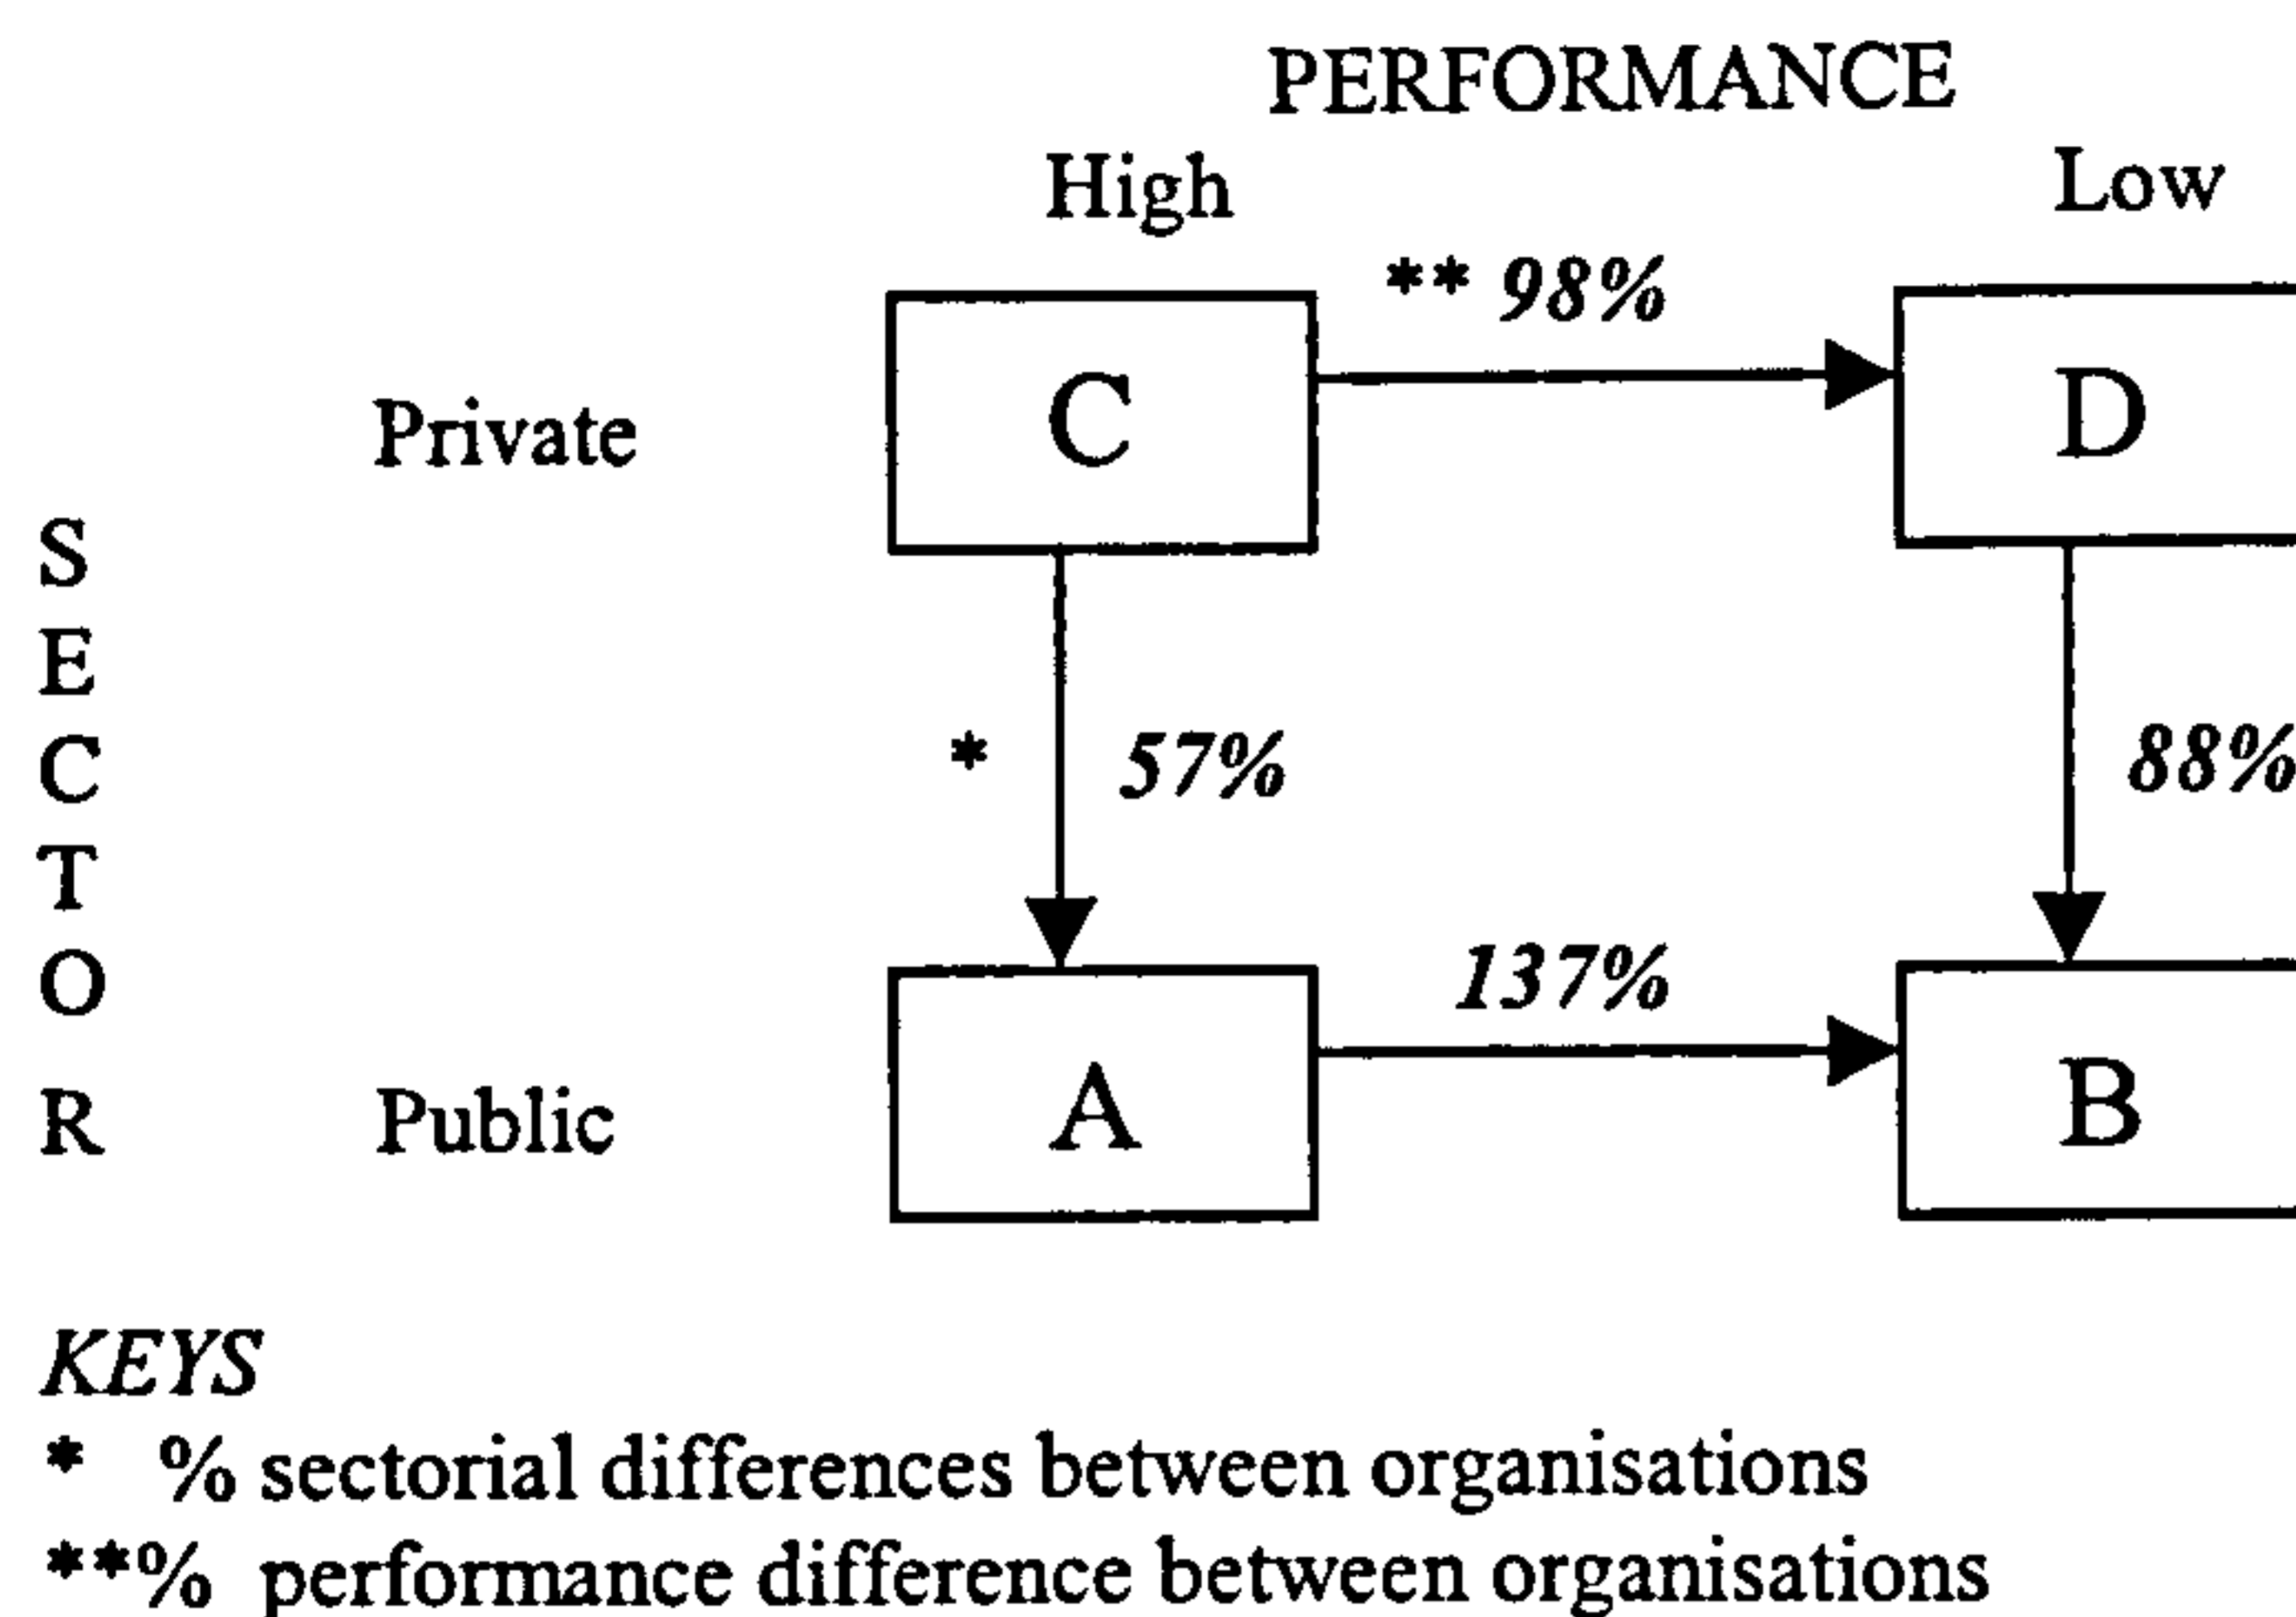 PERFORMANCE
High Low
** 98%
Private C D
S
E
C
T
O
R
* 57% 88%
137%
Public A B
KEYS
* % sectorial differences between organisations
**% performance difference between organisations